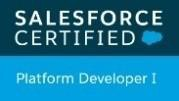 SALESFORCE
CERTIFIED
Platform Developer I